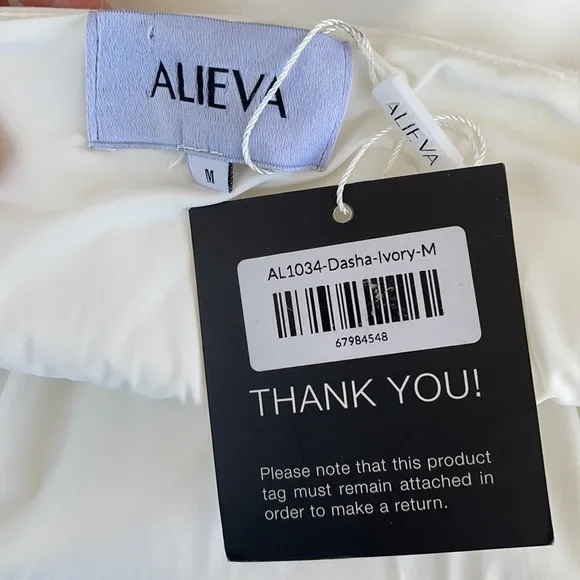 ALIEVA
M
ALIEVA
AL1034-Dasha-Ivory-M
67984548
THANK YOU!
Please note that this product
tag must remain attached in
order to make a return.